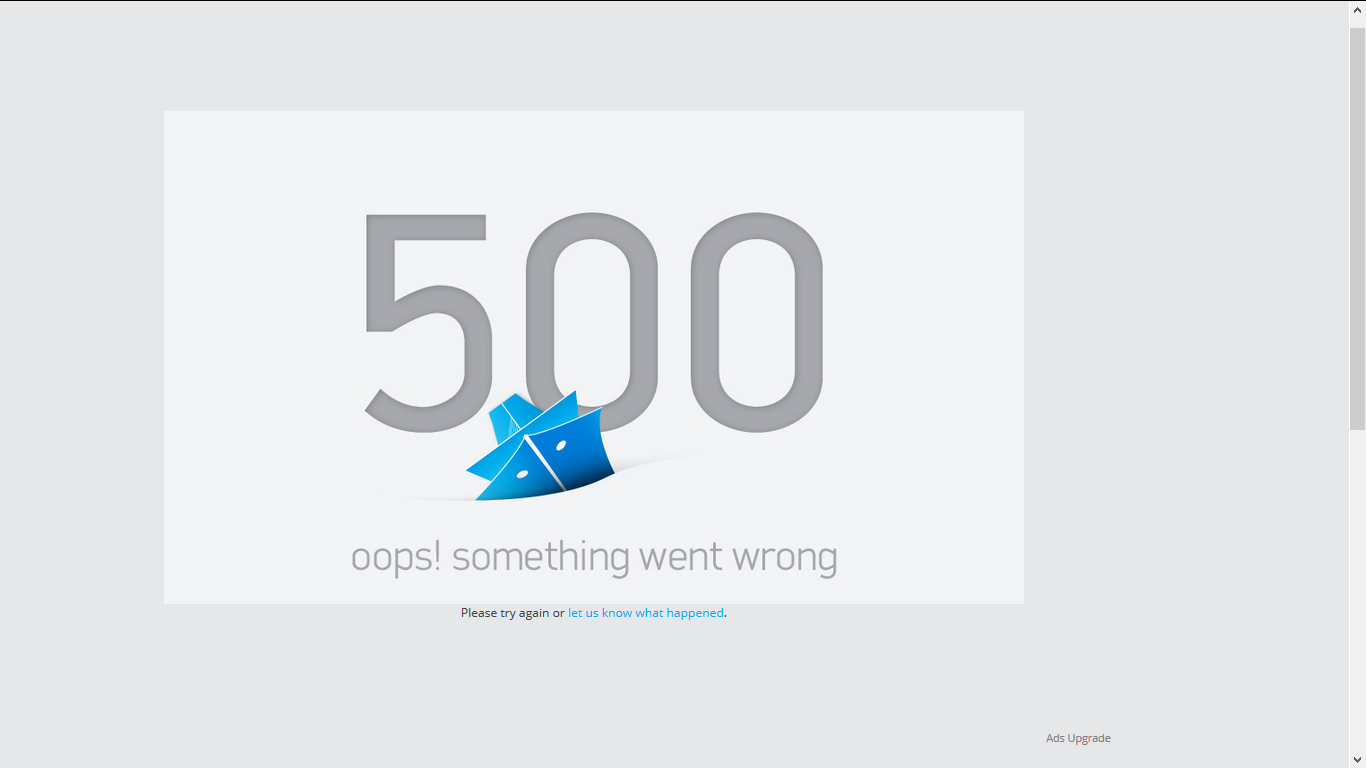 500
oops! something went wrong
Please try again or let us know what happened.
Ads Upgrade